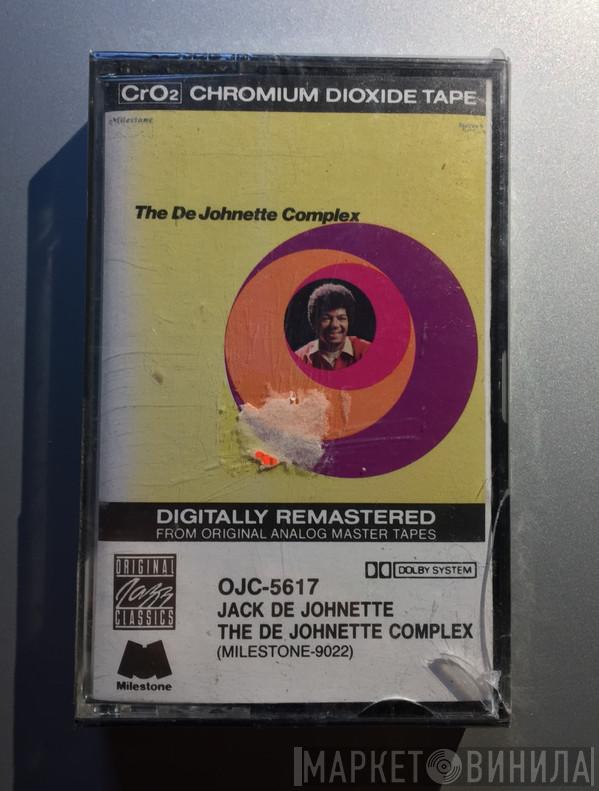 CrO2 CHROMIUM DIOXIDE TAPE
Milestone
The De Johnette Complex
DIGITALLY REMASTERED
FROM ORIGINAL ANALOG MASTER TAPES
ORIGINAL
Jazz
CLASSICS
DOLBY SYSTEM
OJC-5617
JACK DE JOHNETTE
THE DE JOHNETTE COMPLEX
(MILESTONE-9022)
Milestone
МАРКЕТ ВИНИЛА